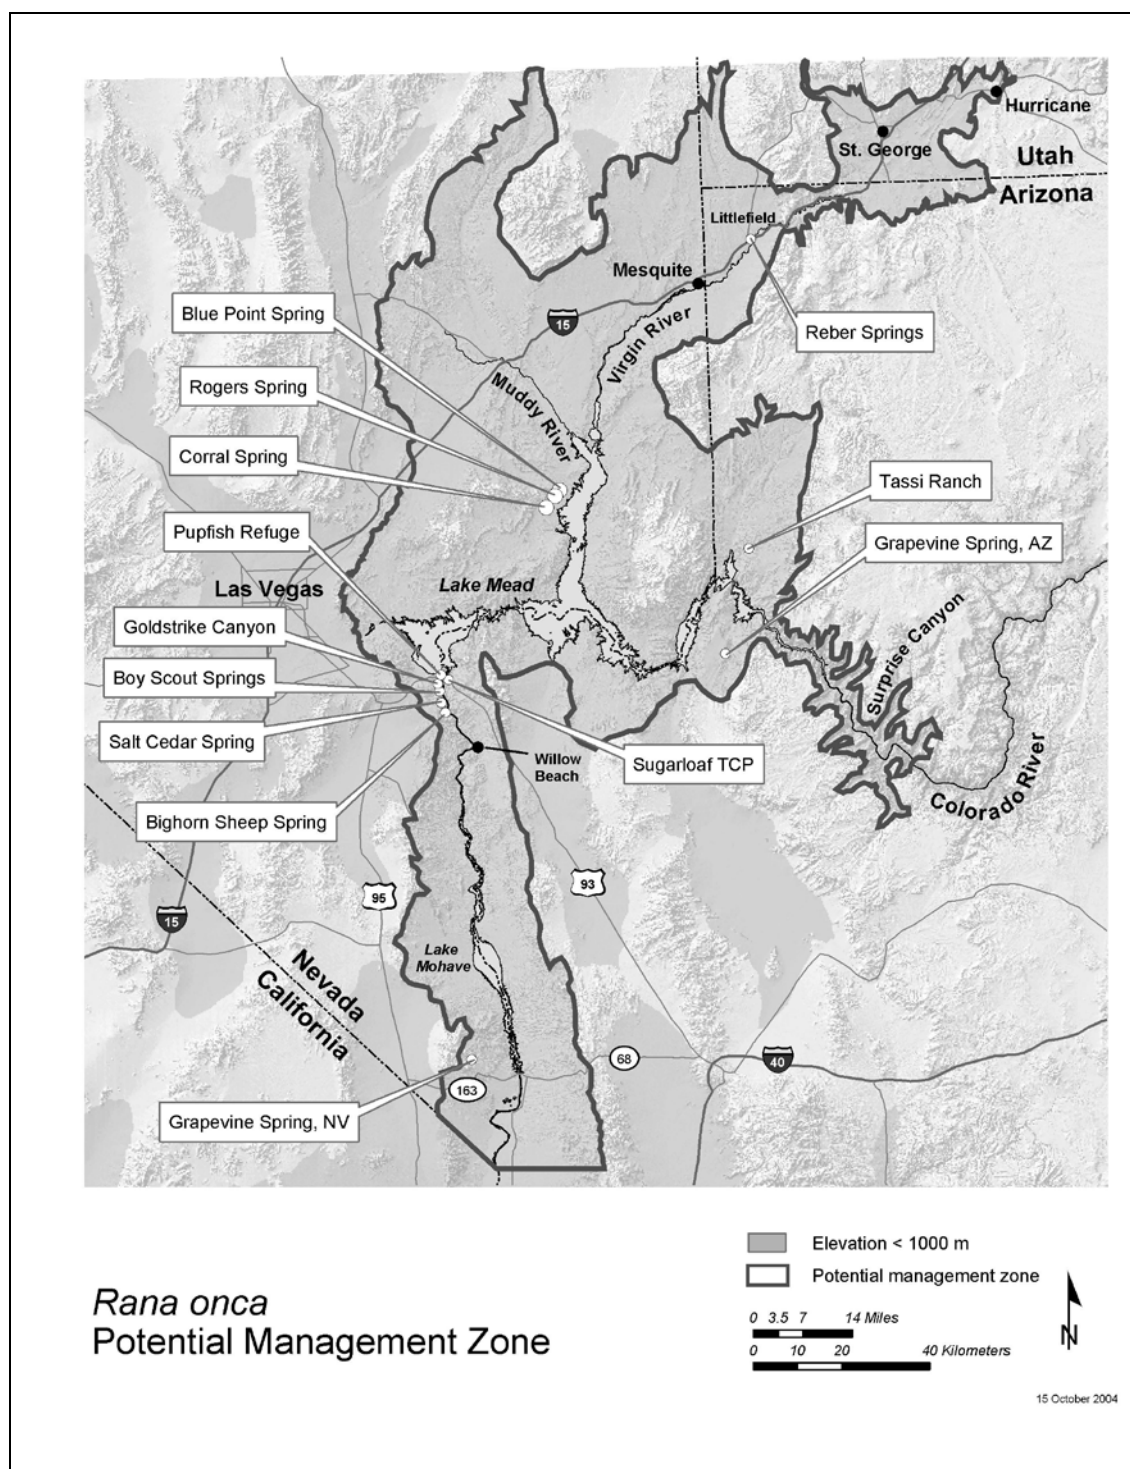 Hurricane
St. George
Utah
Arizona
Littlefield
Mesquite
Blue Point Spring
15
Virgin River
Reber Springs
Rogers Spring
Muddy River
Corral Spring
Tassi Ranch
Pupfish Refuge
Grapevine Spring, AZ
Las Vegas
Lake Mead
Goldstrike Canyon
Surprise Canyon
Boy Scout Springs
Salt Cedar Spring
Willow
Beach
Sugarloaf TCP
Colorado River
Bighorn Sheep Spring
95
93
15
Lake
Mohave
Nevada
California
68
40
163
Grapevine Spring, NV
Elevation < 1000 m
Potential management zone
Rana onca
Potential Management Zone
0 3.5 7 14 Miles
0 10 20 40 Kilometers
N
15 October 2004